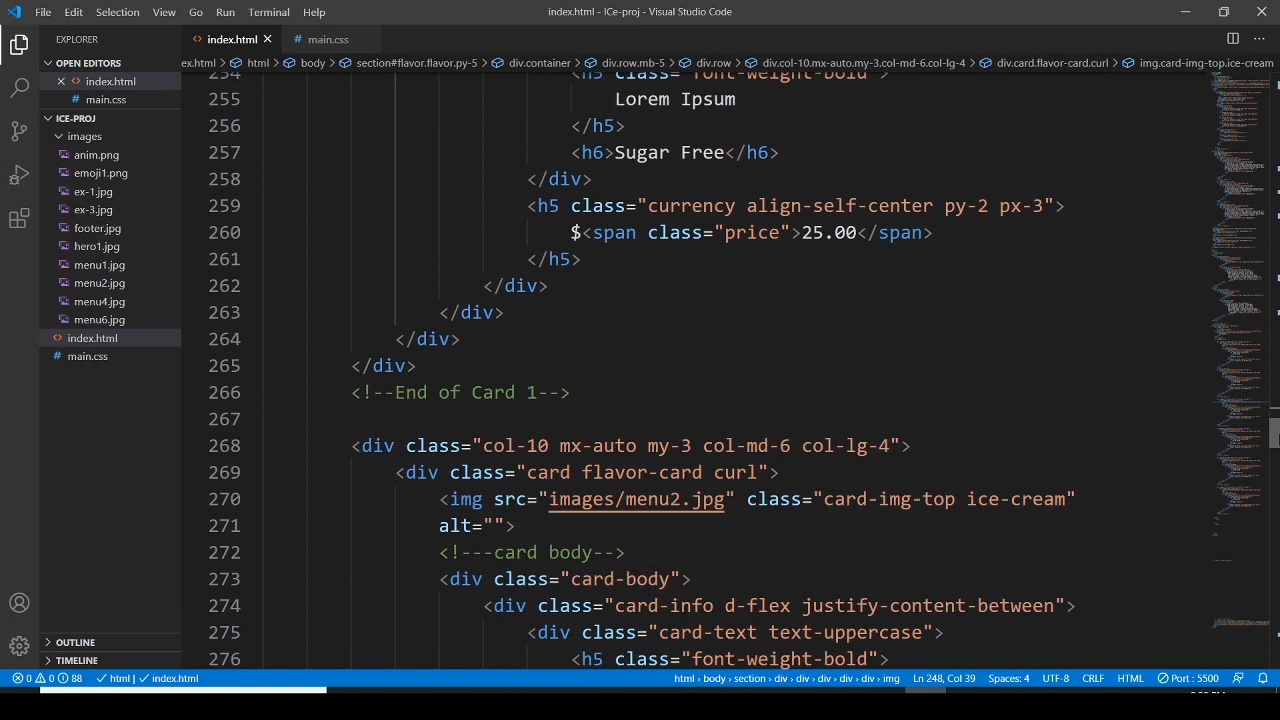 File Edit Selection View Go Run Terminal Help
index.html - ICe-proj - Visual Studio Code
EXPLORER
index.html
main.css
OPEN EDITORS
index.html
main.css
ICE-PROJ
images
anim.png
emoji1.png
ex-1.jpg
ex-3.jpg
footer.jpg
hero1.jpg
menu1.jpg
menu2.jpg
menu4.jpg
menu6.jpg
index.html
main.css
OUTLINE
TIMELINE
ex.html html body section#flavor.flavor.py-5 div.container div.row.mb-5 div.row div.col-10.mx-auto.my-3.col-md-6.col-lg-4 div.card.flavor-card.curl img.card-img-top.ice-cream
254 <h5 class="font-weight-bold">
255 Lorem Ipsum
256 </h5>
257 <h6>Sugar Free</h6>
258 </div>
259 <h5 class="currency align-self-center py-2 px-3">
260 $<span class="price">25.00</span>
261 </h5>
262 </div>
263 </div>
264 </div>
265 </div>
266 <!--End of Card 1-->
267
268 <div class="col-10 mx-auto my-3 col-md-6 col-lg-4">
269 <div class="card flavor-card curl">
270 <img src="images/menu2.jpg" class="card-img-top ice-cream"
271 alt="">
272 <!---card body-->
273 <div class="card-body">
274 <div class="card-info d-flex justify-content-between">
275 <div class="card-text text-uppercase">
276 <h5 class="font-weight-bold">
0 0 88 html | index.html
html › body › section › div › div › div › div › div › img Ln 248, Col 39 Spaces: 4 UTF-8 CRLF HTML Port : 5500